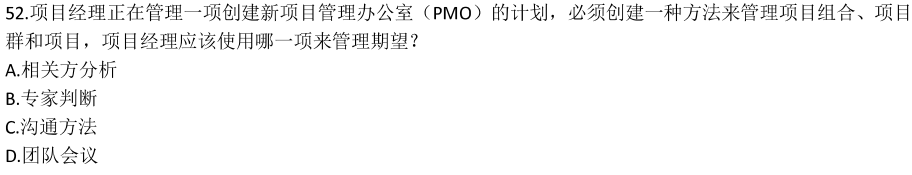 52.项目经理正在管理一项创建新项目管理办公室（PMO）的计划，必须创建一种方法来管理项目组合、项目
群和项目，项目经理应该使用哪一项来管理期望？
A.相关方分析
B.专家判断
C.沟通方法
D.团队会议